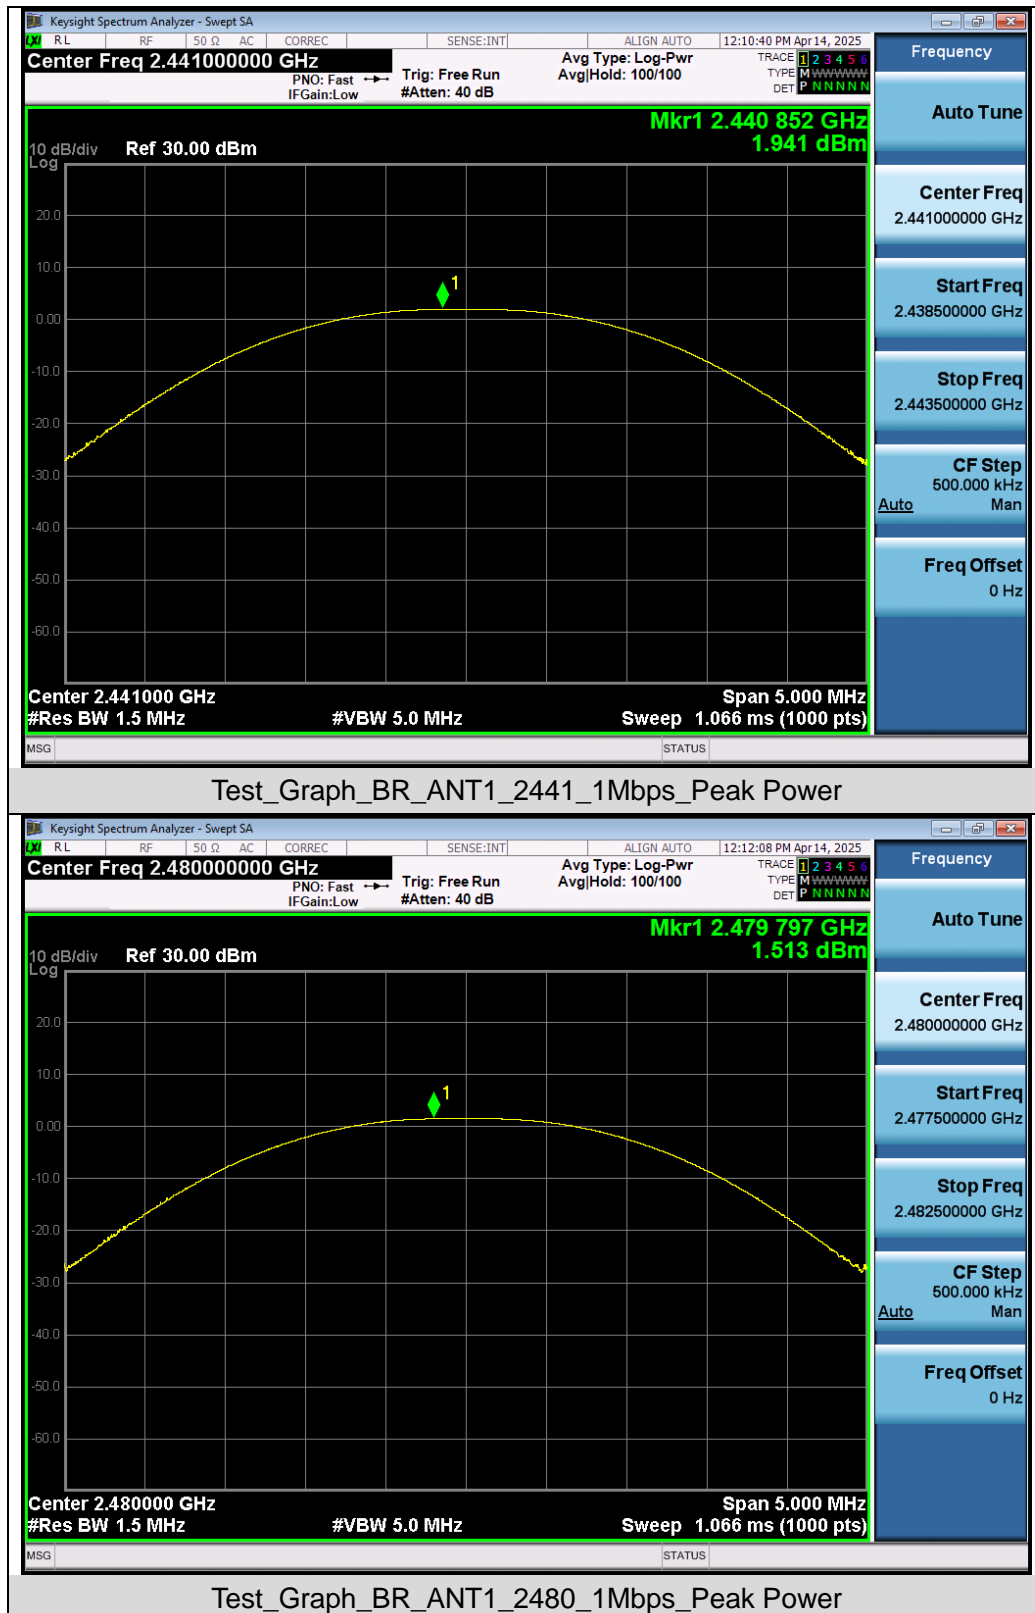 Keysight Spectrum Analyzer - Swept SA
LXI RL RF 50 Ω AC CORREC SENSE:INT ALIGN AUTO 12:10:40 PM Apr 14, 2025
Center Freq 2.441000000 GHz
PNO: Fast
IFGain:Low
Trig: Free Run
#Atten: 40 dB
Avg Type: Log-Pwr
Avg|Hold: 100/100
TRACE 1 2 3 4 5 6
TYPE M WWWWW
DET P N N N N N
Mkr1 2.440 852 GHz
1.941 dBm
10 dB/div Ref 30.00 dBm
Log
20.0
10.0
0.00
-10.0
-20.0
-30.0
-40.0
-50.0
-60.0
1
Center 2.441000 GHz Span 5.000 MHz
#Res BW 1.5 MHz #VBW 5.0 MHz Sweep 1.066 ms (1000 pts)
MSG STATUS
Frequency
Auto Tune
Center Freq
2.441000000 GHz
Start Freq
2.438500000 GHz
Stop Freq
2.443500000 GHz
CF Step
500.000 kHz
Auto Man
Freq Offset
0 Hz
Test_Graph_BR_ANT1_2441_1Mbps_Peak Power
Keysight Spectrum Analyzer - Swept SA
LXI RL RF 50 Ω AC CORREC SENSE:INT ALIGN AUTO 12:12:08 PM Apr 14, 2025
Center Freq 2.480000000 GHz
PNO: Fast
IFGain:Low
Trig: Free Run
#Atten: 40 dB
Avg Type: Log-Pwr
Avg|Hold: 100/100
TRACE 1 2 3 4 5 6
TYPE M WWWWW
DET P N N N N N
Mkr1 2.479 797 GHz
1.513 dBm
10 dB/div Ref 30.00 dBm
Log
20.0
10.0
0.00
-10.0
-20.0
-30.0
-40.0
-50.0
-60.0
1
Center 2.480000 GHz Span 5.000 MHz
#Res BW 1.5 MHz #VBW 5.0 MHz Sweep 1.066 ms (1000 pts)
MSG STATUS
Frequency
Auto Tune
Center Freq
2.480000000 GHz
Start Freq
2.477500000 GHz
Stop Freq
2.482500000 GHz
CF Step
500.000 kHz
Auto Man
Freq Offset
0 Hz
Test_Graph_BR_ANT1_2480_1Mbps_Peak Power